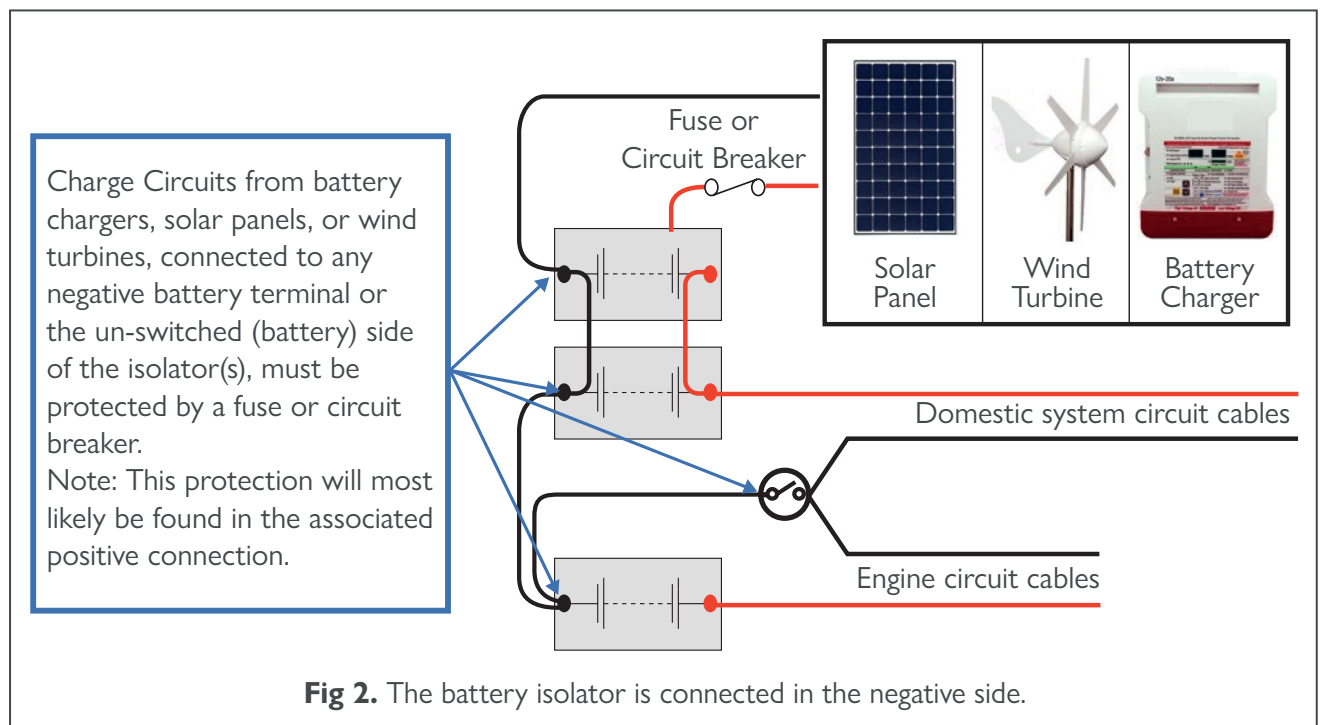 Charge Circuits from battery
chargers, solar panels, or wind
turbines, connected to any
negative battery terminal or
the un-switched (battery) side
of the isolator(s), must be
protected by a fuse or circuit
breaker.
Note: This protection will most
likely be found in the associated
positive connection.
Fuse or
Circuit Breaker
12v-20a
Solar
Panel
Wind
Turbine
Battery
Charger
Domestic system circuit cables
Engine circuit cables
Fig 2. The battery isolator is connected in the negative side.